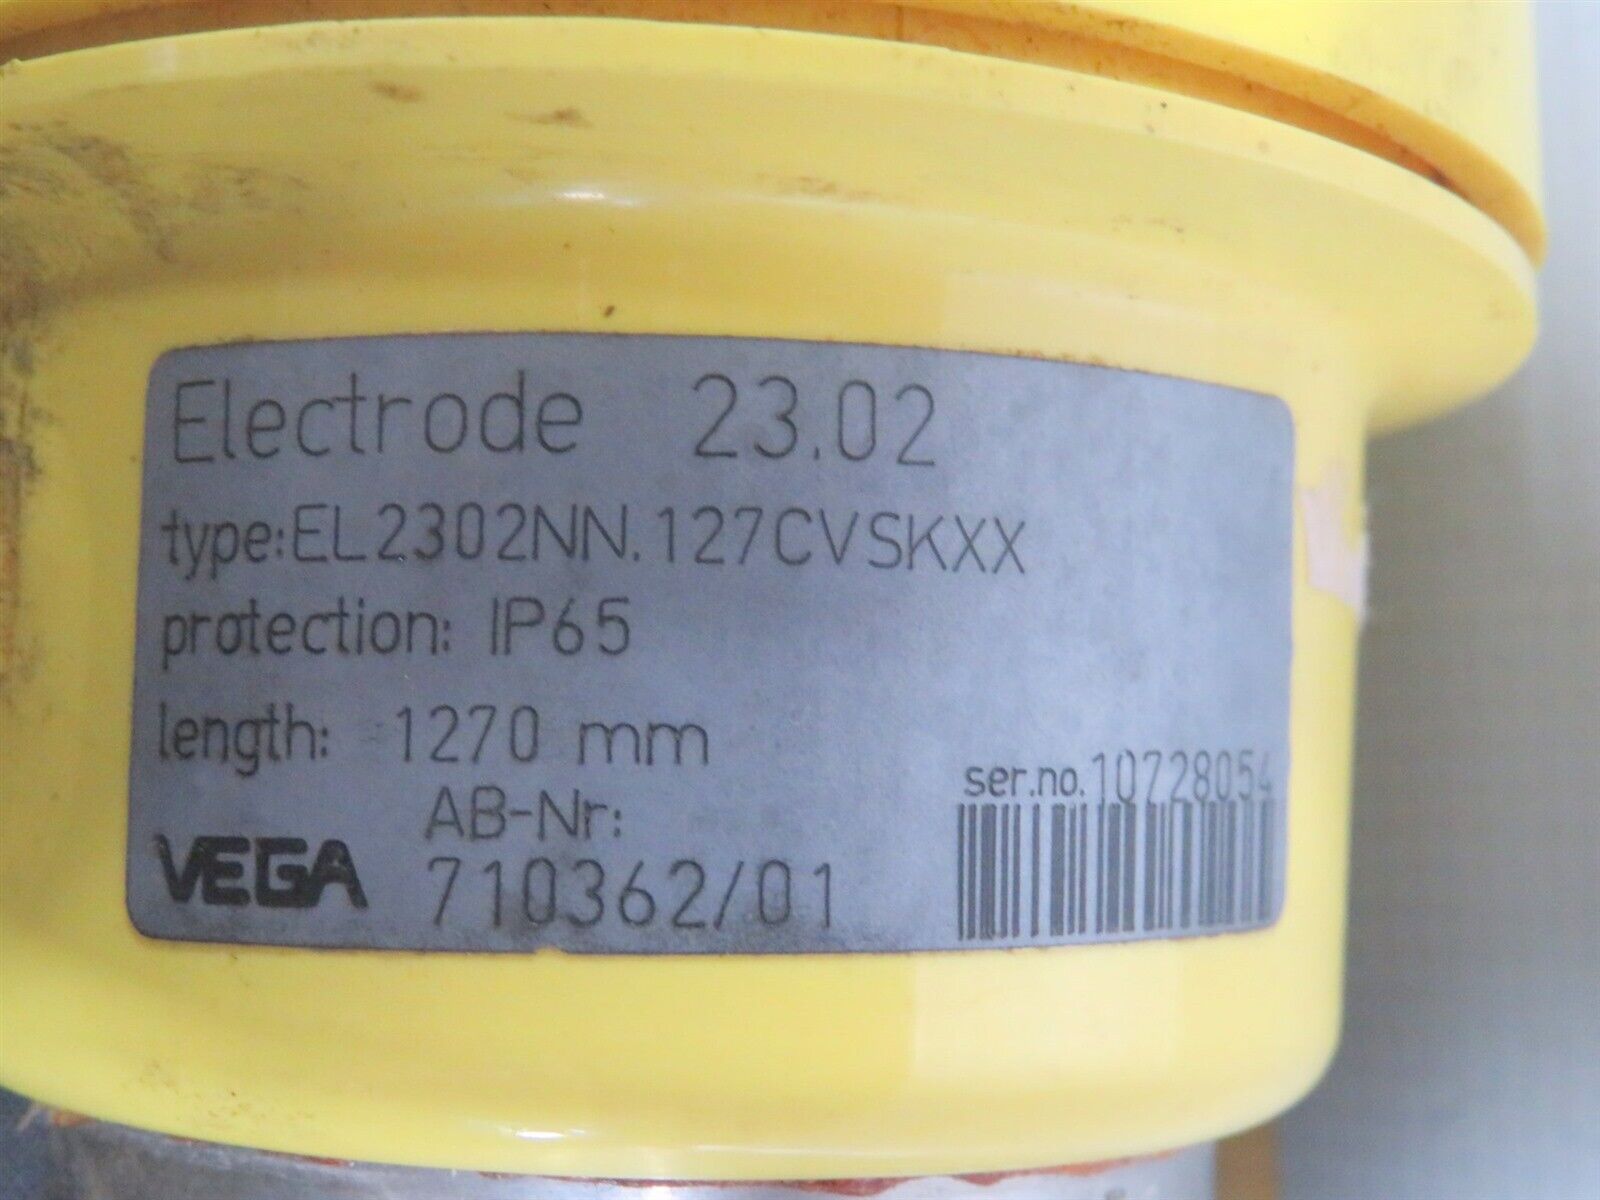 Electrode 23.02
type:EL2302NN.127CVSKXX
protection: IP65
length: 1270 mm
ser.no.10728054
AB-Nr:
VEGA 710362/01